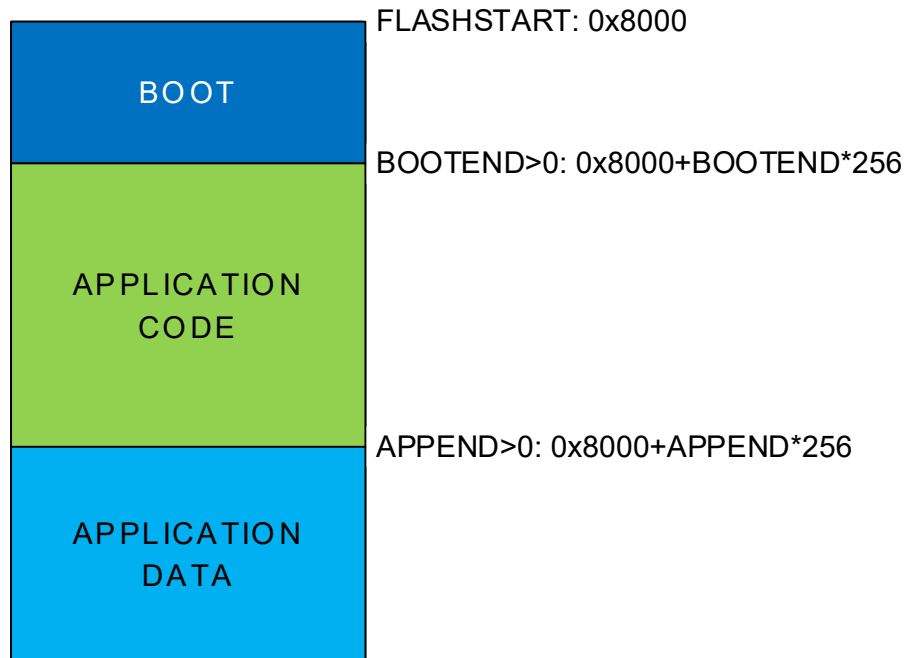 FLASHSTART: 0x8000
BOOT
BOOTEND>0: 0x8000+BOOTEND*256
APPLICATION
CODE
APPEND>0: 0x8000+APPEND*256
APPLICATION
DATA